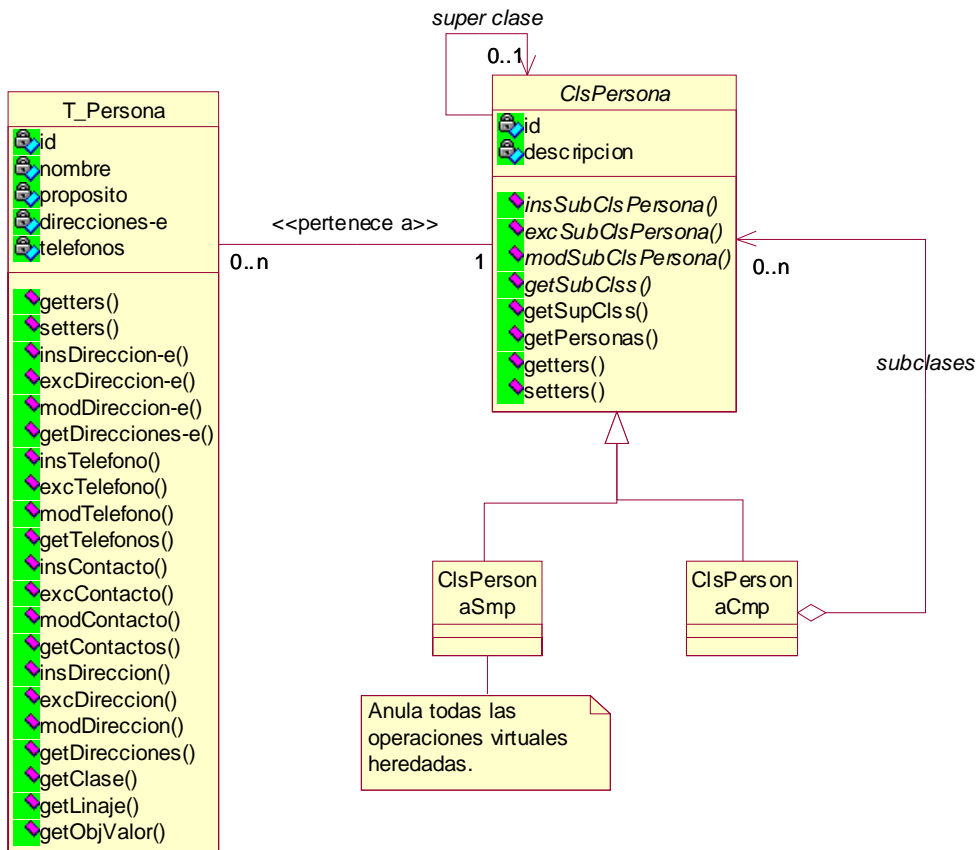 super clase
0..1
T_Persona
id
nombre
proposito
direcciones-e
telefonos
getters()
setters()
insDireccion-e()
excDireccion-e()
modDireccion-e()
getDirecciones-e()
insTelefono()
excTelefono()
modTelefono()
getTelefonos()
insContacto()
excContacto()
modContacto()
getContactos()
insDireccion()
excDireccion()
modDireccion()
getDirecciones()
getClase()
getLinaje()
getObjValor()
<<pertenece a>>
0..n
1
ClsPersona
id
descripcion
insSubClsPersona()
excSubClsPersona()
modSubClsPersona()
getSubClss()
getSupClss()
getPersonas()
getters()
setters()
0..n
subclases
ClsPerson
aSmp
ClsPerson
aCmp
Anula todas las
operaciones virtuales
heredadas.